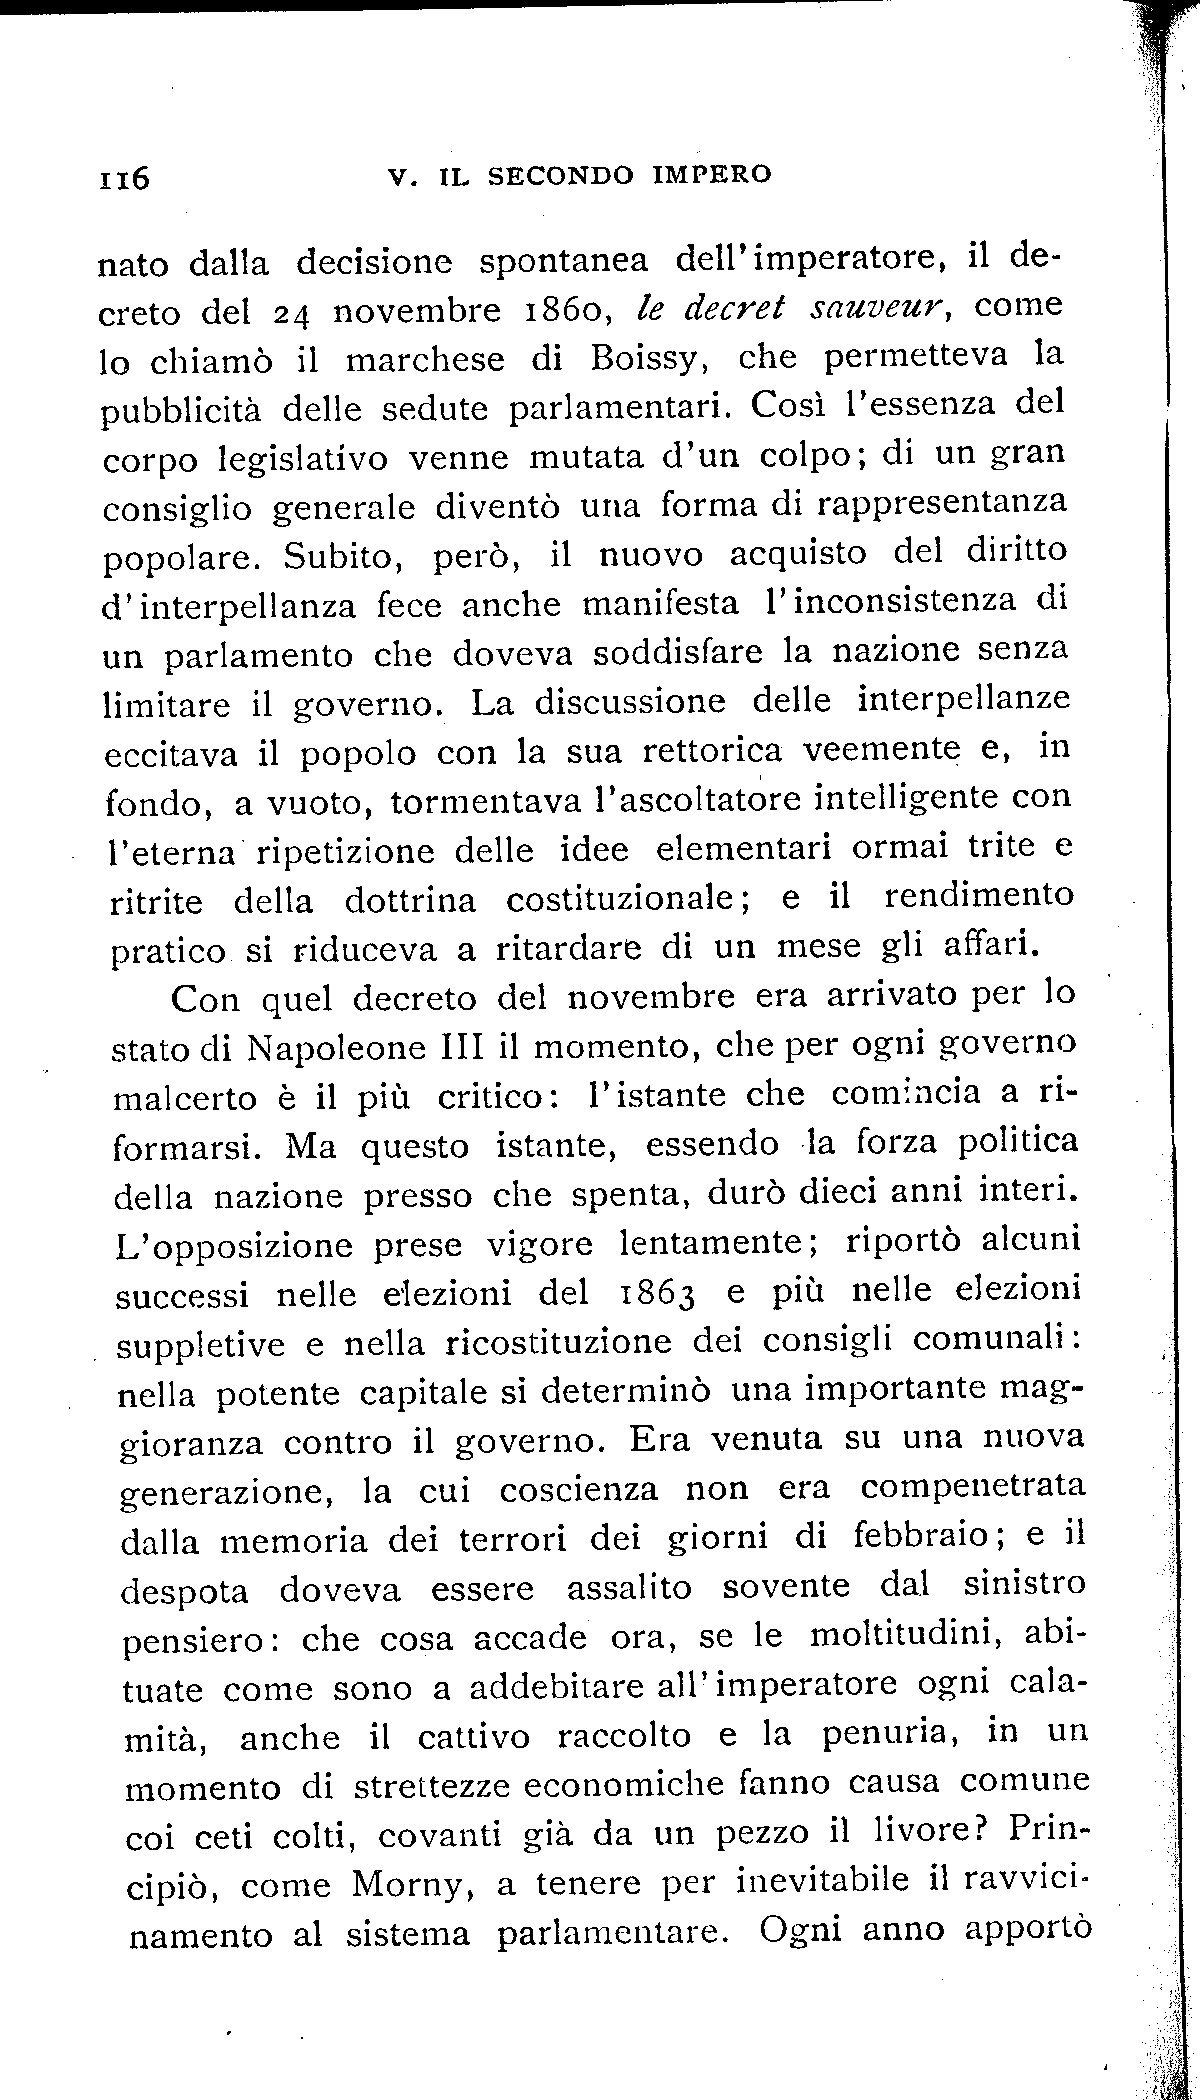 116 V. IL SECONDO IMPERO
nato dalla decisione spontanea dell'imperatore, il de-
creto del 24 novembre 1860, le decret sauveur, come
lo chiamò il marchese di Boissy, che permetteva la
pubblicità delle sedute parlamentari. Così l'essenza del
corpo legislativo venne mutata d'un colpo; di un gran
consiglio generale diventò una forma di rappresentanza
popolare. Subito, però, il nuovo acquisto del diritto
d'interpellanza fece anche manifesta l'inconsistenza di
un parlamento che doveva soddisfare la nazione senza
limitare il governo. La discussione delle interpellanze
eccitava il popolo con la sua rettorica veemente e, in
fondo, a vuoto, tormentava l'ascoltatore intelligente con
l'eterna ripetizione delle idee elementari ormai trite e
ritrite della dottrina costituzionale; e il rendimento
pratico si riduceva a ritardare di un mese gli affari.
Con quel decreto del novembre era arrivato per lo
stato di Napoleone III il momento, che per ogni governo
malcerto è il più critico: l'istante che comincia a ri-
formarsi. Ma questo istante, essendo la forza politica
della nazione presso che spenta, durò dieci anni interi.
L'opposizione prese vigore lentamente; riportò alcuni
successi nelle elezioni del 1863 e più nelle elezioni
suppletive e nella ricostituzione dei consigli comunali:
nella potente capitale si determinò una importante mag-
gioranza contro il governo. Era venuta su una nuova
generazione, la cui coscienza non era compenetrata
dalla memoria dei terrori dei giorni di febbraio; e il
despota doveva essere assalito sovente dal sinistro
pensiero: che cosa accade ora, se le moltitudini, abi-
tuate come sono a addebitare all'imperatore ogni cala-
mità, anche il cattivo raccolto e la penuria, in un
momento di strettezze economiche fanno causa comune
coi ceti colti, covanti già da un pezzo il livore? Prin-
cipiò, come Morny, a tenere per inevitabile il ravvici-
namento al sistema parlamentare. Ogni anno apportò